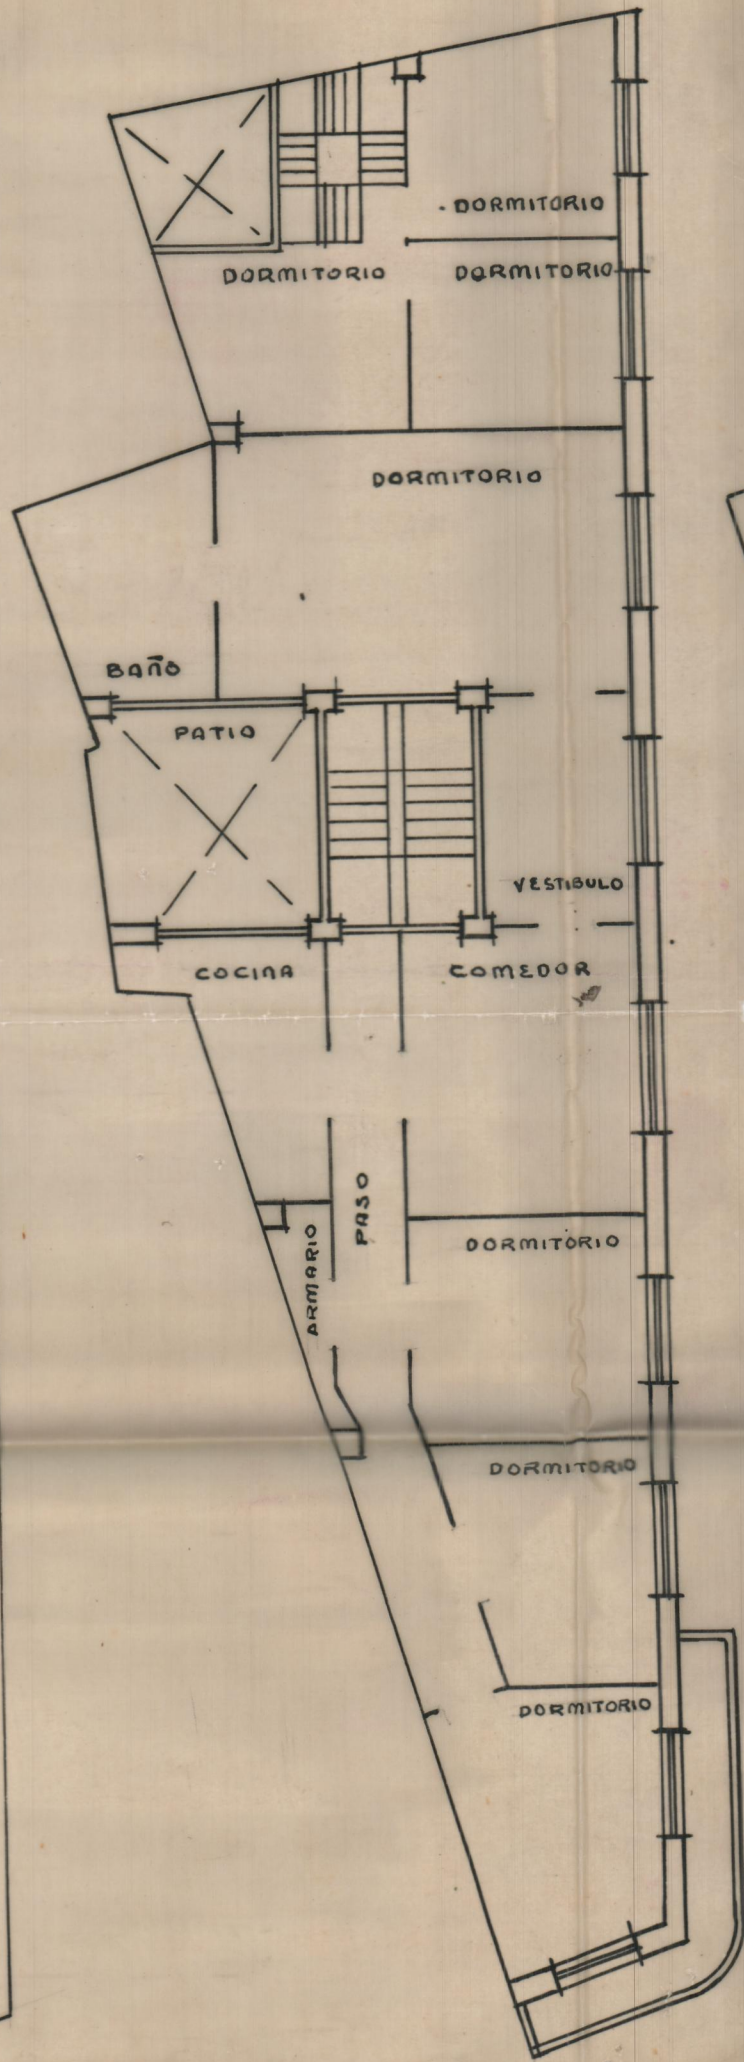 DORMITORIO
DORMITORIO
DORMITORIO
DORMITORIO
BAÑO
PATIO
VESTIBULO
COCINA
COMEDOR
PASO
ARMARIO
DORMITORIO
DORMITORIO
DORMITORIO